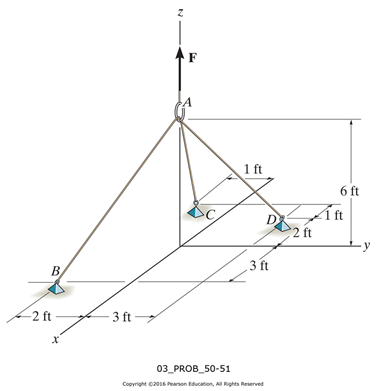 z
F
A
1 ft
6 ft
C
D
1 ft
2 ft
y
3 ft
B
2 ft
3 ft
x
03_PROB_50-51
Copyright ©2016 Pearson Education, All Rights Reserved